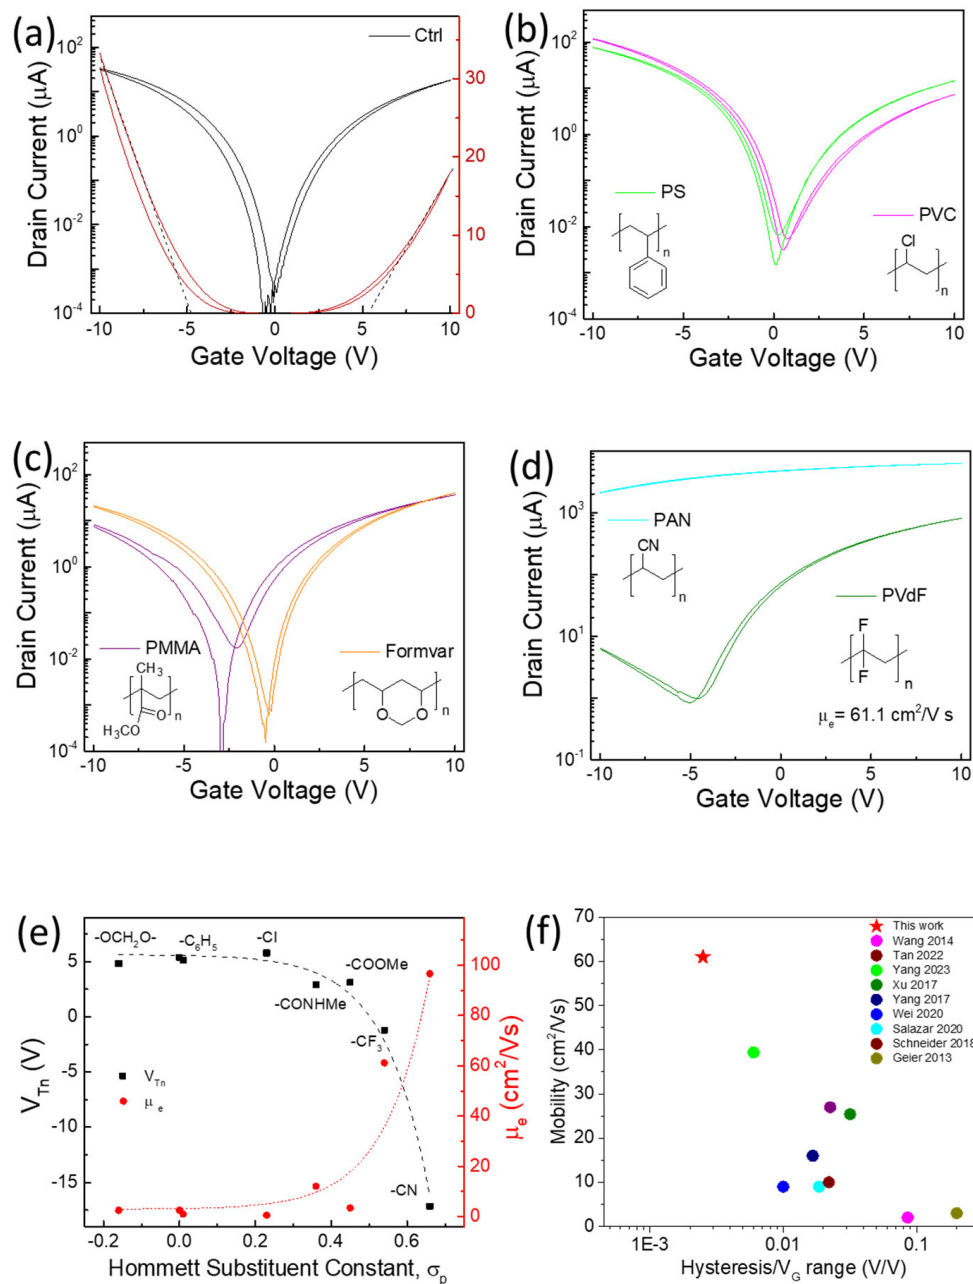 (a)
Ctrl
Drain Current (μA)
10²
10⁰
10⁻²
10⁻⁴
30
20
10
0
-10 -5 0 5 10
Gate Voltage (V)
(b)
Drain Current (μA)
10²
10⁰
10⁻²
10⁻⁴
PS
n
PVC
Cl
n
-10 -5 0 5 10
Gate Voltage (V)
(c)
Drain Current (μA)
10²
10⁰
10⁻²
10⁻⁴
PMMA
CH₃
n
H₃CO
O
Formvar
O O
n
-10 -5 0 5 10
Gate Voltage (V)
(d)
Drain Current (μA)
10³
10¹
10⁻¹
PAN
CN
n
PVdF
F
F
n
μe= 61.1 cm²/V s
-10 -5 0 5 10
Gate Voltage (V)
(e)
VTn (V)
5
0
-5
-10
-15
-OCH₂O-
-C₆H₅
-Cl
-COOMe
-CONHMe
-CF₃
-CN
VTn
μ e
100
80
60
40
20
0
μe (cm²/Vs)
-0.2 0.0 0.2 0.4 0.6
Hommett Substituent Constant, σp
(f)
Mobility (cm²/Vs)
70
60
50
40
30
20
10
0
This work
Wang 2014
Tan 2022
Yang 2023
Xu 2017
Yang 2017
Wei 2020
Salazar 2020
Schneider 2018
Geier 2013
1E-3 0.01 0.1
Hysteresis/VG range (V/V)